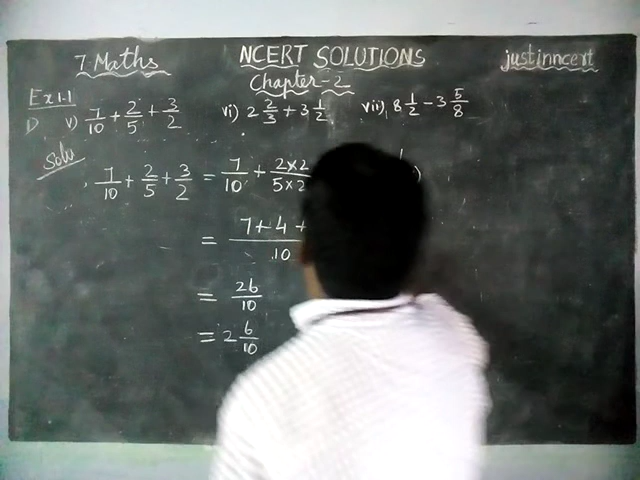 7 Maths NCERT SOLUTIONS justinncert
Chapter-2
Ex 1.1
1) v) 7/10 + 2/5 + 3/2 vi) 2 2/3 + 3 1/2 vii) 8 1/2 − 3 5/8
Soln
7/10 + 2/5 + 3/2 = 7/10 + 2×2/5×2
= 7+4+/10
= 26/10
= 2 6/10